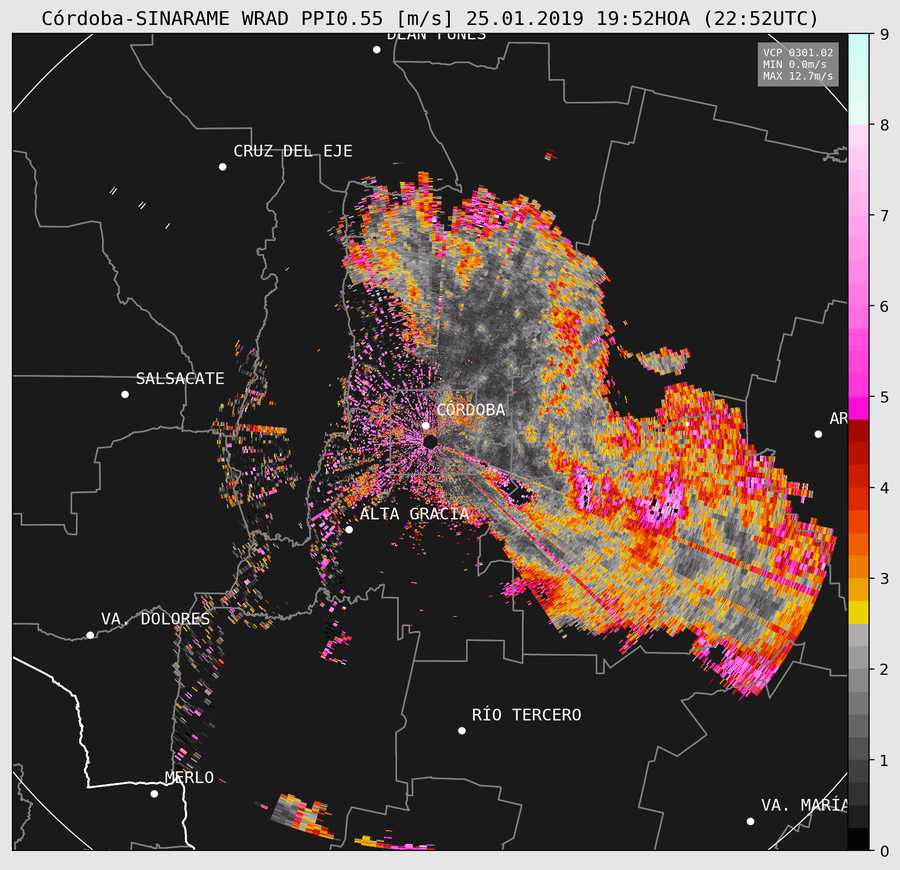 Córdoba-SINARAME WRAD PPI0.55 [m/s] 25.01.2019 19:52HOA (22:52UTC)
DEAN FUNES
VCP 0301.02
MIN 0.0m/s
MAX 12.7m/s
CRUZ DEL EJE
SALSACATE
CÓRDOBA
AR
ALTA GRACIA
VA. DOLORES
RÍO TERCERO
MERLO
VA. MARÍA
9
8
7
6
5
4
3
2
1
0